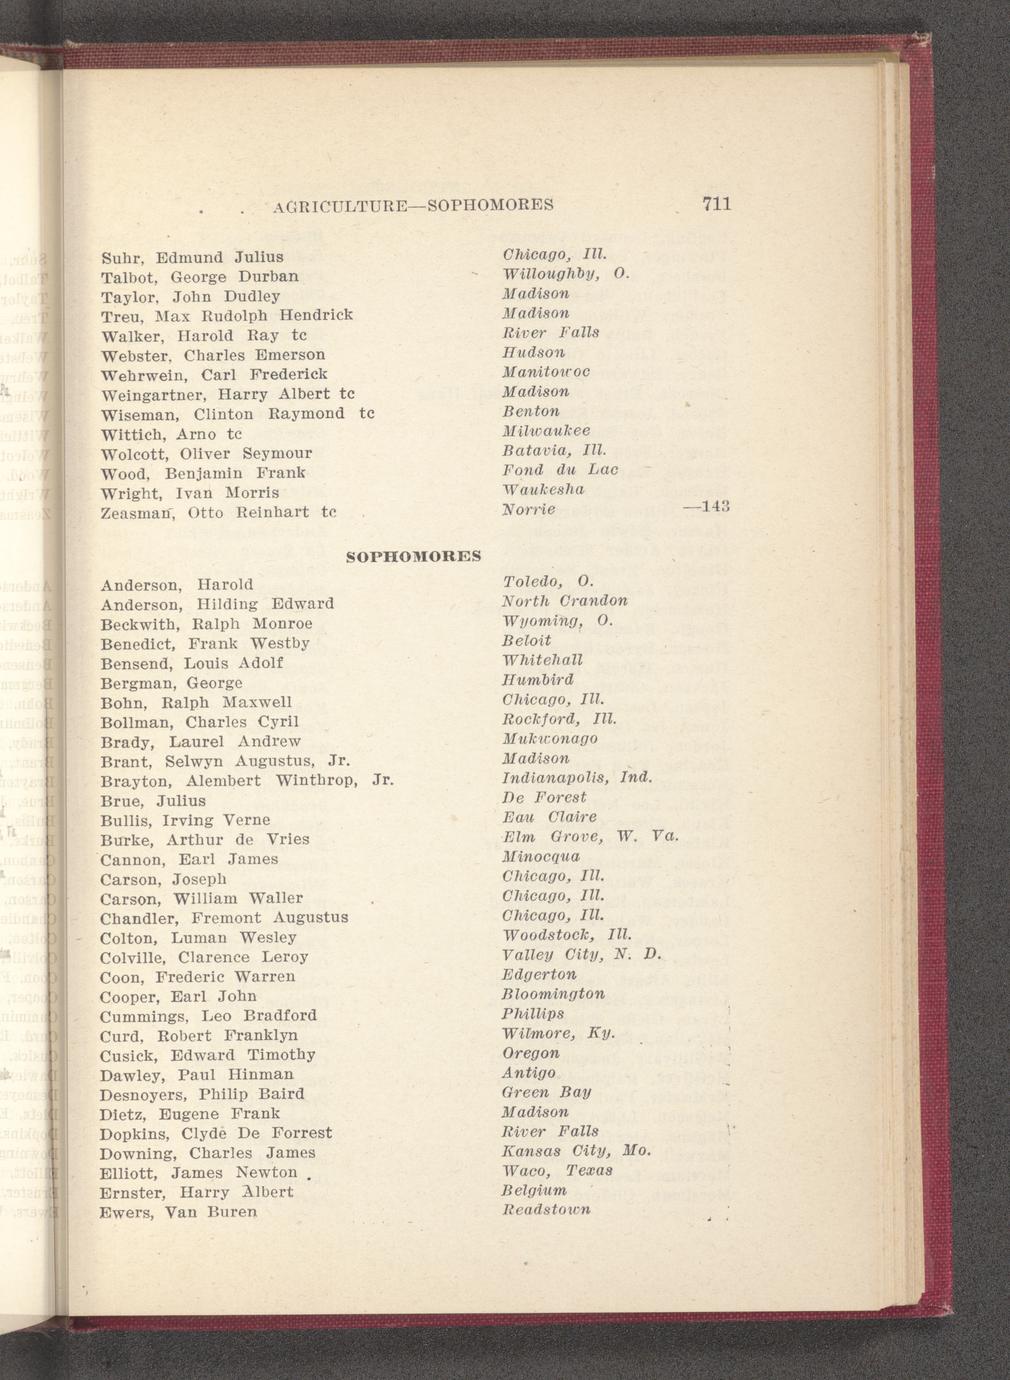 AGRICULTURE—SOPHOMORES 711
Suhr, Edmund Julius Chicago, Ill.
Talbot, George Durban Willoughby, O.
Taylor, John Dudley Madison
Treu, Max Rudolph Hendrick Madison
Walker, Harold Ray tc River Falls
Webster, Charles Emerson Hudson
Wehrwein, Carl Frederick Manitowoc
Weingartner, Harry Albert tc Madison
Wiseman, Clinton Raymond tc Benton
Wittich, Arno tc Milwaukee
Wolcott, Oliver Seymour Batavia, Ill.
Wood, Benjamin Frank Fond du Lac
Wright, Ivan Morris Waukesha
Zeasman, Otto Reinhart tc Norrie —143
SOPHOMORES
Anderson, Harold Toledo, O.
Anderson, Hilding Edward North Crandon
Beckwith, Ralph Monroe Wyoming, O.
Benedict, Frank Westby Beloit
Bensend, Louis Adolf Whitehall
Bergman, George Humbird
Bohn, Ralph Maxwell Chicago, Ill.
Bollman, Charles Cyril Rockford, Ill.
Brady, Laurel Andrew Mukwonago
Brant, Selwyn Augustus, Jr. Madison
Brayton, Alembert Winthrop, Jr. Indianapolis, Ind.
Brue, Julius De Forest
Bullis, Irving Verne Eau Claire
Burke, Arthur de Vries Elm Grove, W. Va.
Cannon, Earl James Minocqua
Carson, Joseph Chicago, Ill.
Carson, William Waller Chicago, Ill.
Chandler, Fremont Augustus Chicago, Ill.
Colton, Luman Wesley Woodstock, Ill.
Colville, Clarence Leroy Valley City, N. D.
Coon, Frederic Warren Edgerton
Cooper, Earl John Bloomington
Cummings, Leo Bradford Phillips
Curd, Robert Franklyn Wilmore, Ky.
Cusick, Edward Timothy Oregon
Dawley, Paul Hinman Antigo
Desnoyers, Philip Baird Green Bay
Dietz, Eugene Frank Madison
Dopkins, Clyde De Forrest River Falls
Downing, Charles James Kansas City, Mo.
Elliott, James Newton Waco, Texas
Ernster, Harry Albert Belgium
Ewers, Van Buren Readstown